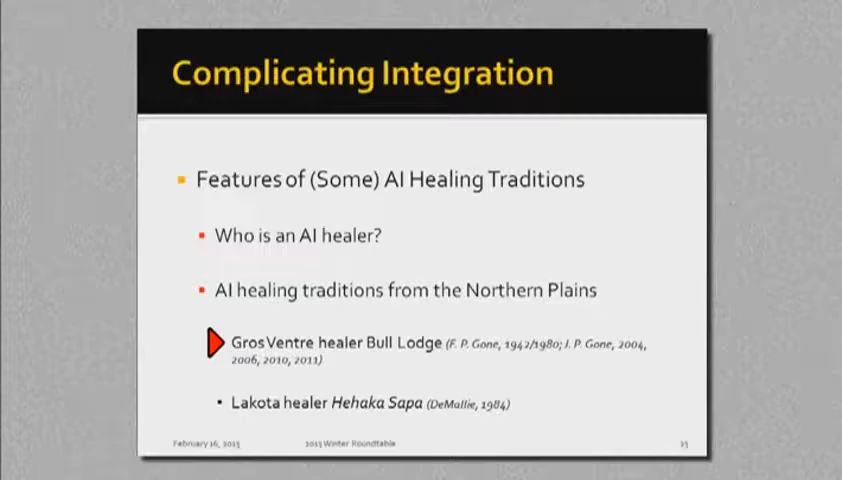 Complicating Integration
Features of (Some) AI Healing Traditions
Who is an AI healer?
AI healing traditions from the Northern Plains
Gros Ventre healer Bull Lodge (F. P. Gone, 1942/1980; J. P. Gone, 2004,
2006, 2010, 2011)
Lakota healer Hehaka Sapa (DeMallie, 1984)
February 16, 2013 2013 Winter Roundtable